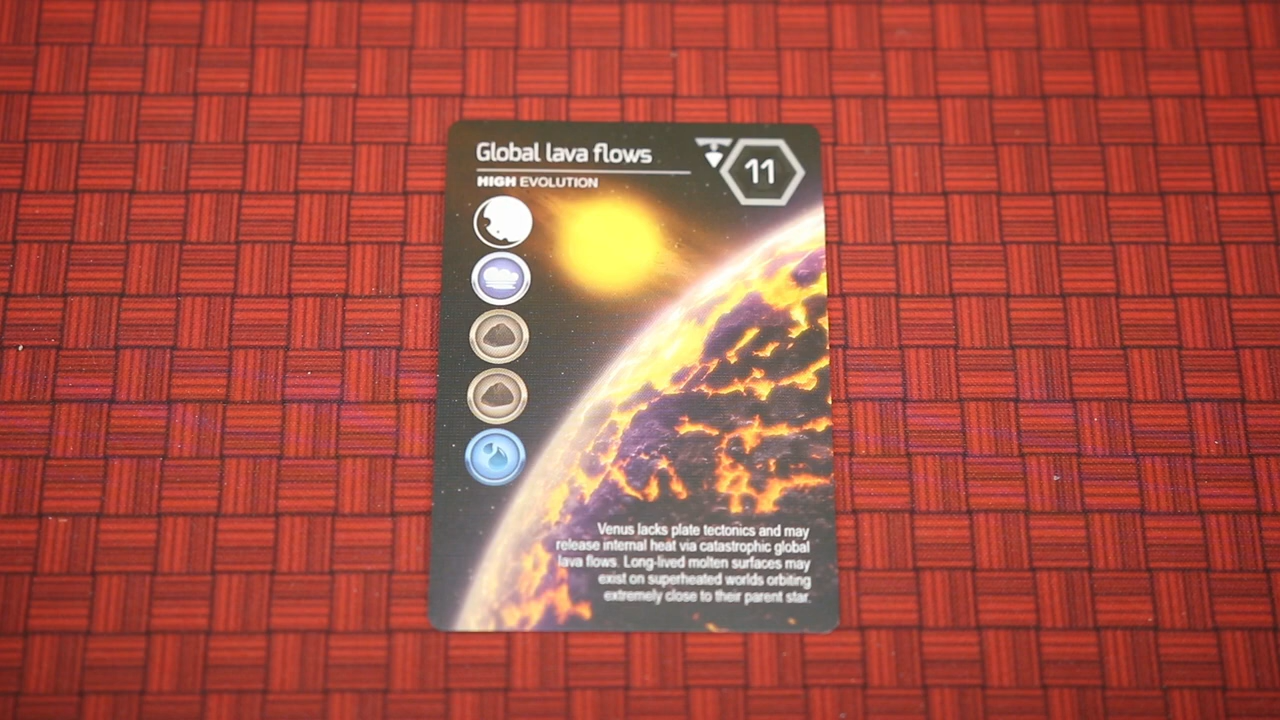 Global lava flows
11
HIGH EVOLUTION
Venus lacks plate tectonics and may
release internal heat via catastrophic global
lava flows. Long-lived molten surfaces may
exist on superheated worlds orbiting
extremely close to their parent star.